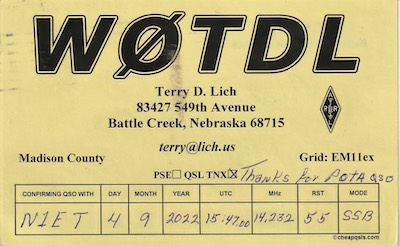 WØTDL
Terry D. Lich
83427 549th Avenue
Battle Creek, Nebraska 68715
ARRL
terry@lich.us
Madison County
Grid: EM11ex
PSE☐ QSL TNX☒ Thanks for POTA QSO
CONFIRMING QSO WITH DAY MONTH YEAR UTC MHz RST MODE
N1ET 4 9 2022 15:47:00 14,232 55 SSB
© cheapqsls.com